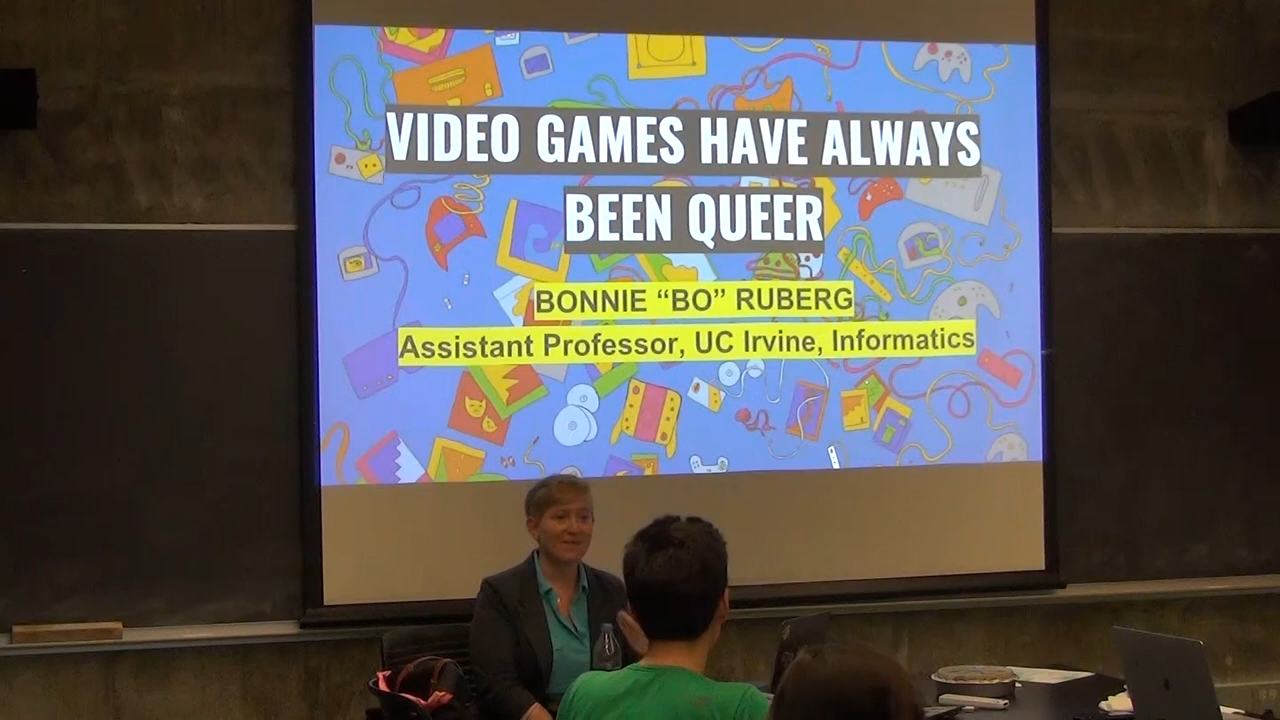 VIDEO GAMES HAVE ALWAYS
BEEN QUEER
BONNIE “BO” RUBERG
Assistant Professor, UC Irvine, Informatics